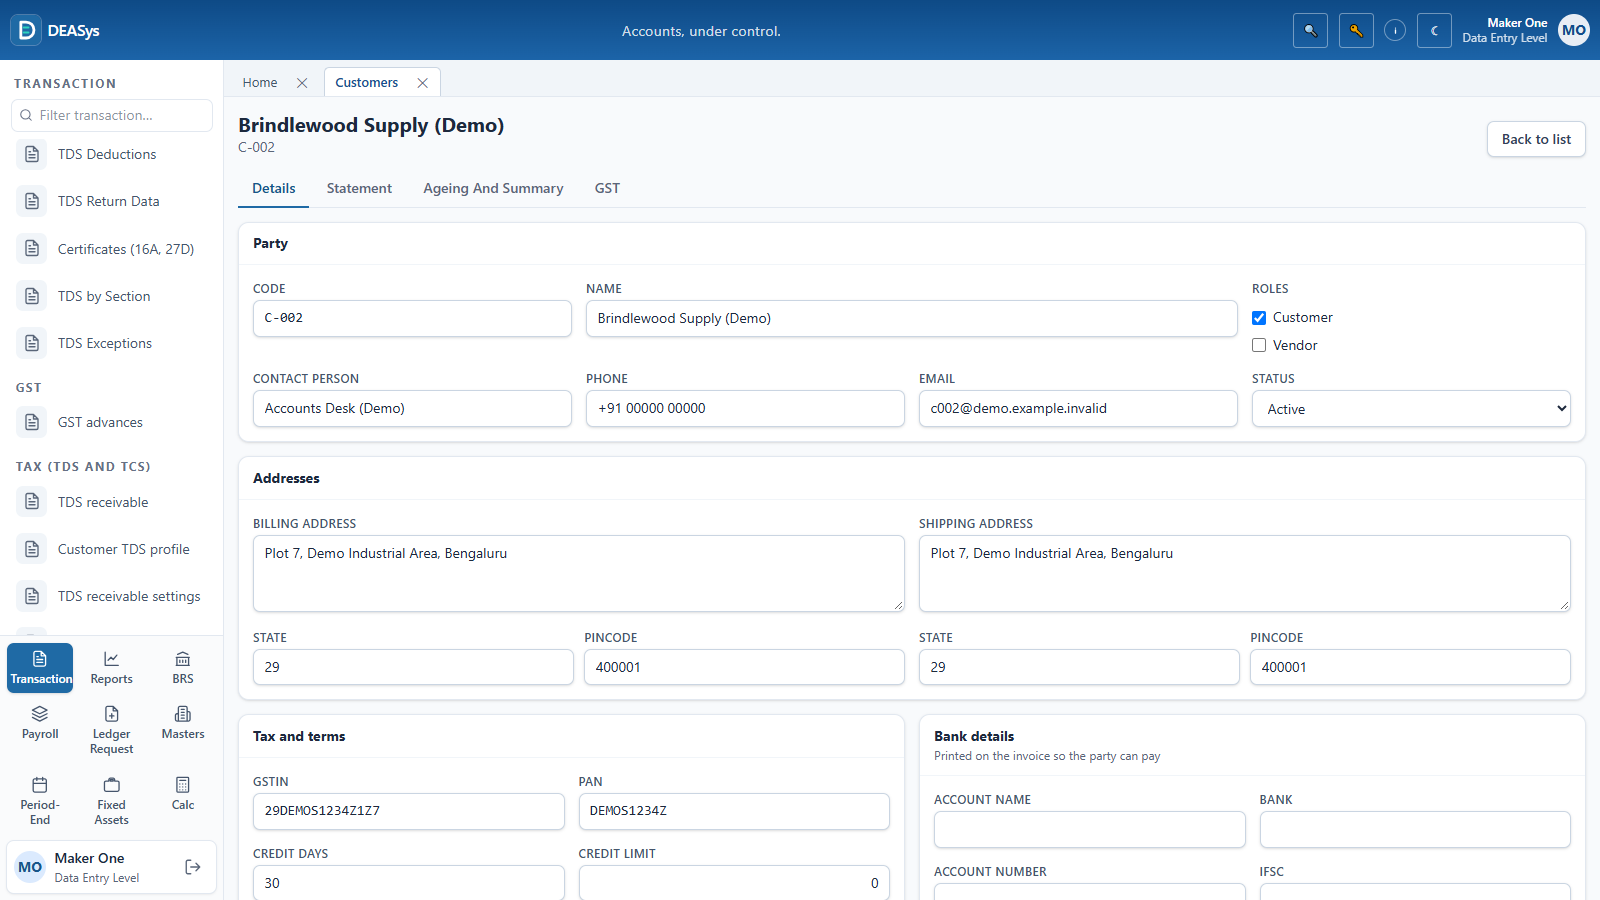 DEASys
Accounts, under control.
Maker One
Data Entry Level
MO
TRANSACTION
Filter transaction...
TDS Deductions
TDS Return Data
Certificates (16A, 27D)
TDS by Section
TDS Exceptions
GST
GST advances
TAX (TDS AND TCS)
TDS receivable
Customer TDS profile
TDS receivable settings
Transaction
Reports
BRS
Payroll
Ledger Request
Masters
Period-End
Fixed Assets
Calc
MO
Maker One
Data Entry Level
Home
Customers
Brindlewood Supply (Demo)
C-002
Back to list
Details
Statement
Ageing And Summary
GST
Party
CODE
C-002
NAME
Brindlewood Supply (Demo)
ROLES
Customer
Vendor
CONTACT PERSON
Accounts Desk (Demo)
PHONE
+91 00000 00000
EMAIL
c002@demo.example.invalid
STATUS
Active
Addresses
BILLING ADDRESS
Plot 7, Demo Industrial Area, Bengaluru
SHIPPING ADDRESS
Plot 7, Demo Industrial Area, Bengaluru
STATE
29
PINCODE
400001
STATE
29
PINCODE
400001
Tax and terms
GSTIN
29DEMOS1234Z1Z7
PAN
DEMOS1234Z
CREDIT DAYS
30
CREDIT LIMIT
0
Bank details
Printed on the invoice so the party can pay
ACCOUNT NAME
BANK
ACCOUNT NUMBER
IFSC